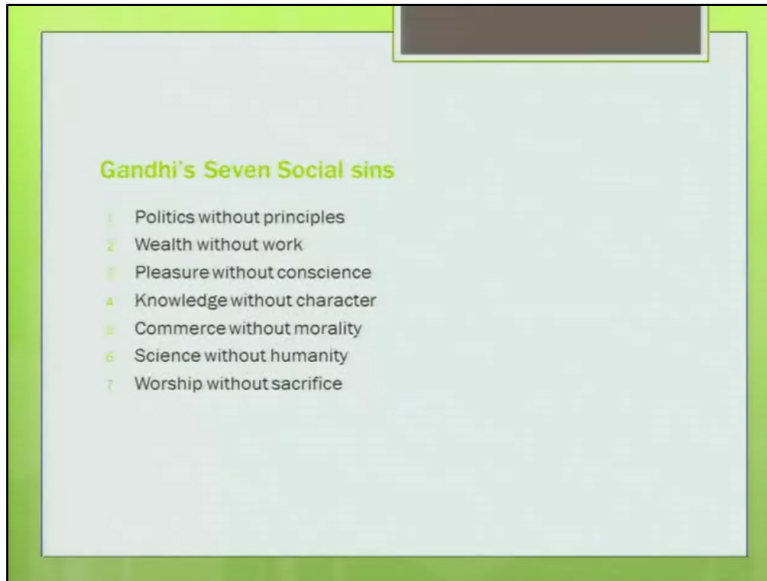 Gandhi's Seven Social sins
1 Politics without principles
2 Wealth without work
3 Pleasure without conscience
4 Knowledge without character
5 Commerce without morality
6 Science without humanity
7 Worship without sacrifice